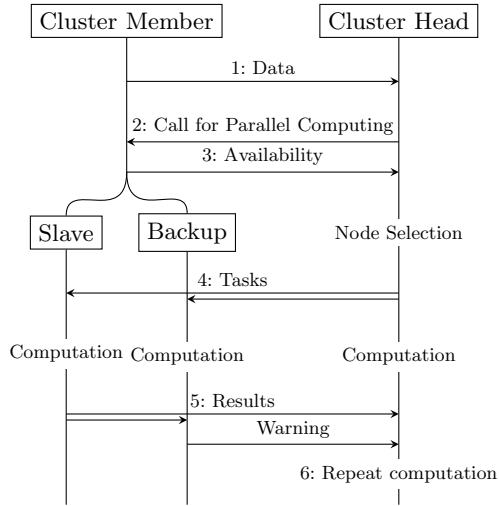 Cluster Member
Cluster Head
1: Data
2: Call for Parallel Computing
3: Availability
Slave
Backup
Node Selection
4: Tasks
Computation
Computation
Computation
5: Results
Warning
6: Repeat computation